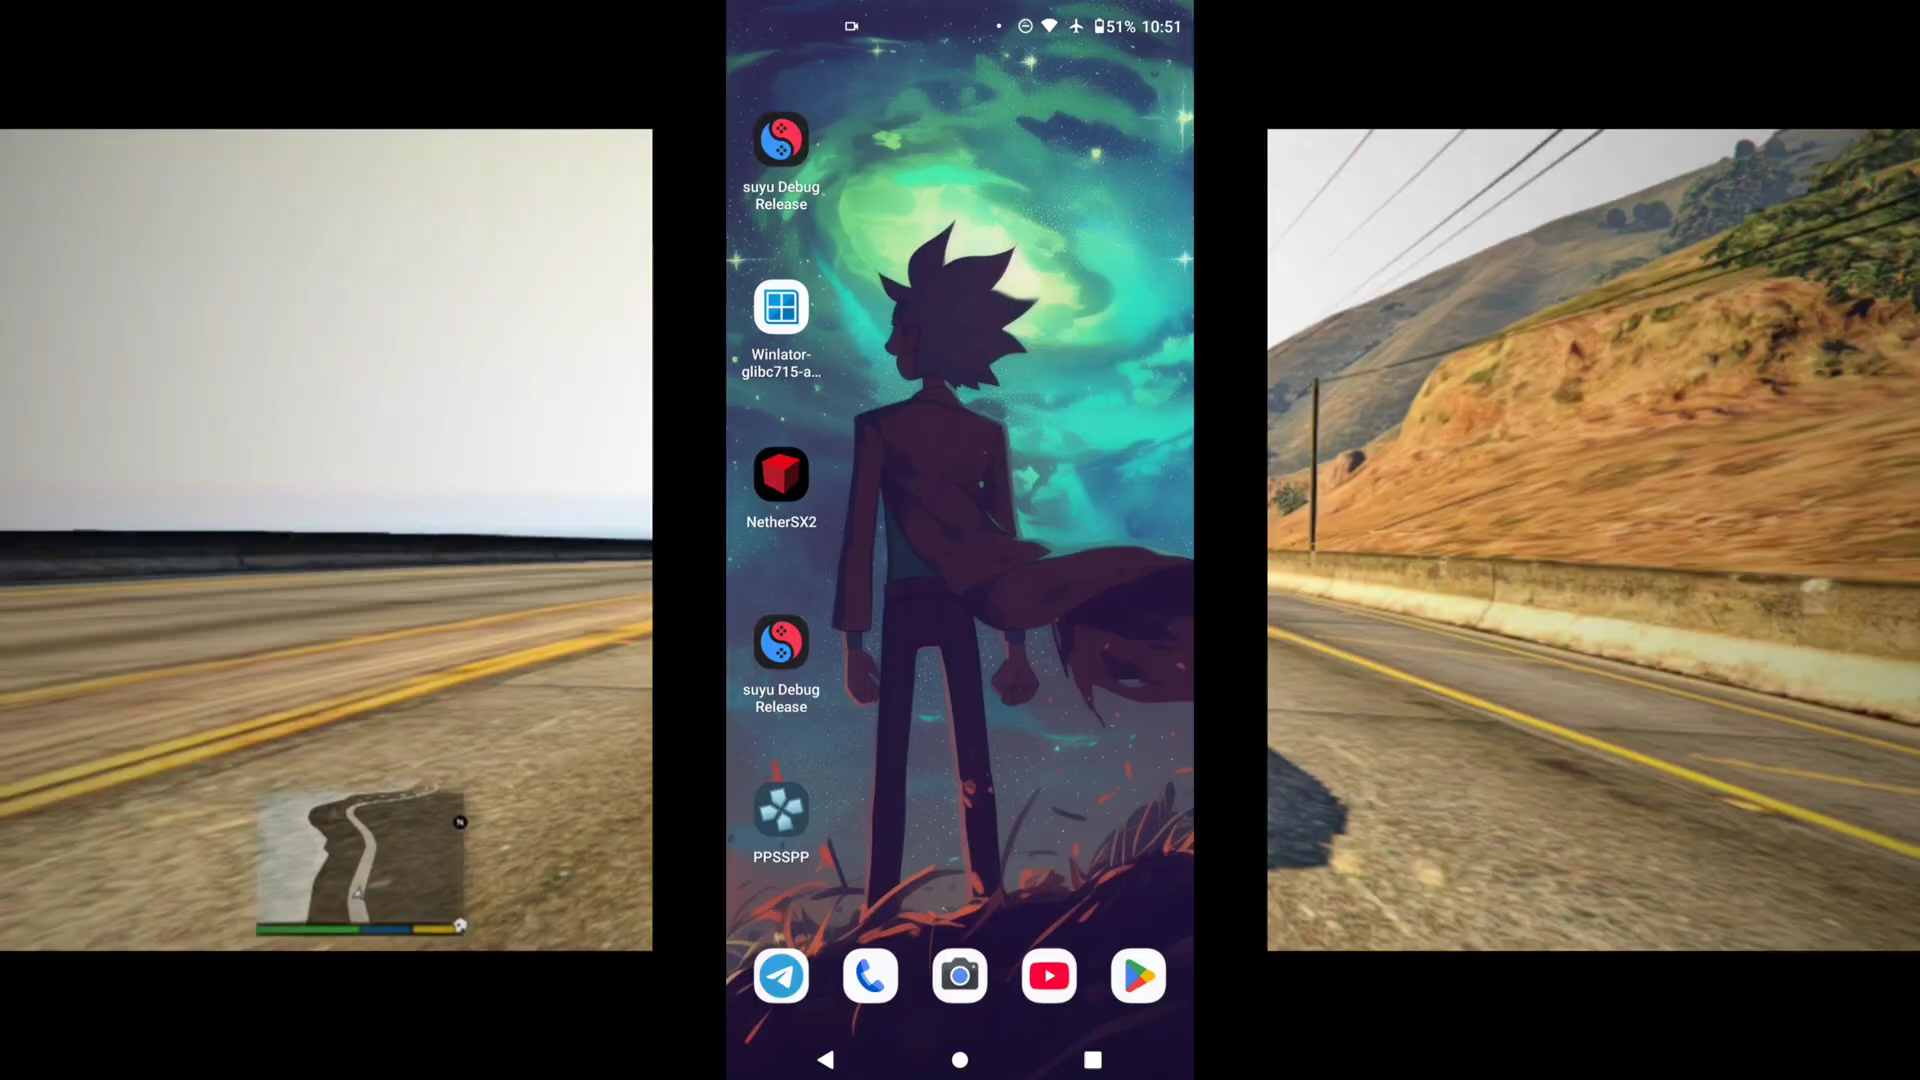 51% 10:51
suyu Debug
Release
Winlator-
glibc715-a...
NetherSX2
suyu Debug
Release
PPSSPP
N